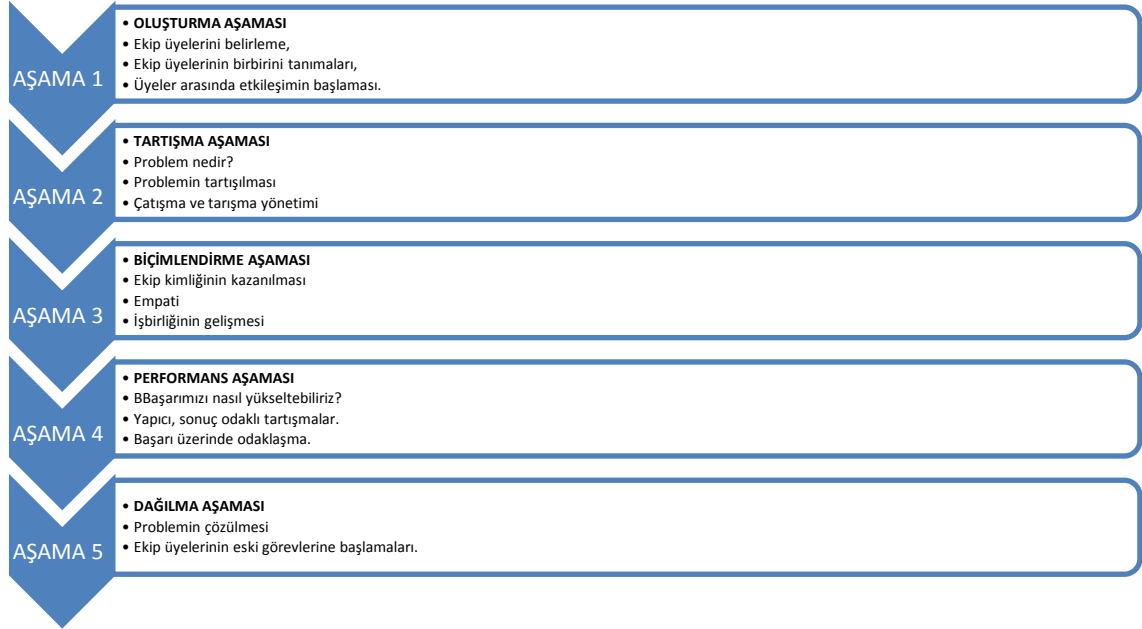 AŞAMA 1
• OLUŞTURMA AŞAMASI
• Ekip üyelerini belirleme,
• Ekip üyelerinin birbirini tanımaları,
• Üyeler arasında etkileşimin başlaması.
AŞAMA 2
• TARTIŞMA AŞAMASI
• Problem nedir?
• Problemin tartışılması
• Çatışma ve tarışma yönetimi
AŞAMA 3
• BİÇİMLENDİRME AŞAMASI
• Ekip kimliğinin kazanılması
• Empati
• İşbirliğinin gelişmesi
AŞAMA 4
• PERFORMANS AŞAMASI
• BBaşarımızı nasıl yükseltebiliriz?
• Yapıcı, sonuç odaklı tartışmalar.
• Başarı üzerinde odaklaşma.
AŞAMA 5
• DAĞILMA AŞAMASI
• Problemin çözülmesi
• Ekip üyelerinin eski görevlerine başlamaları.